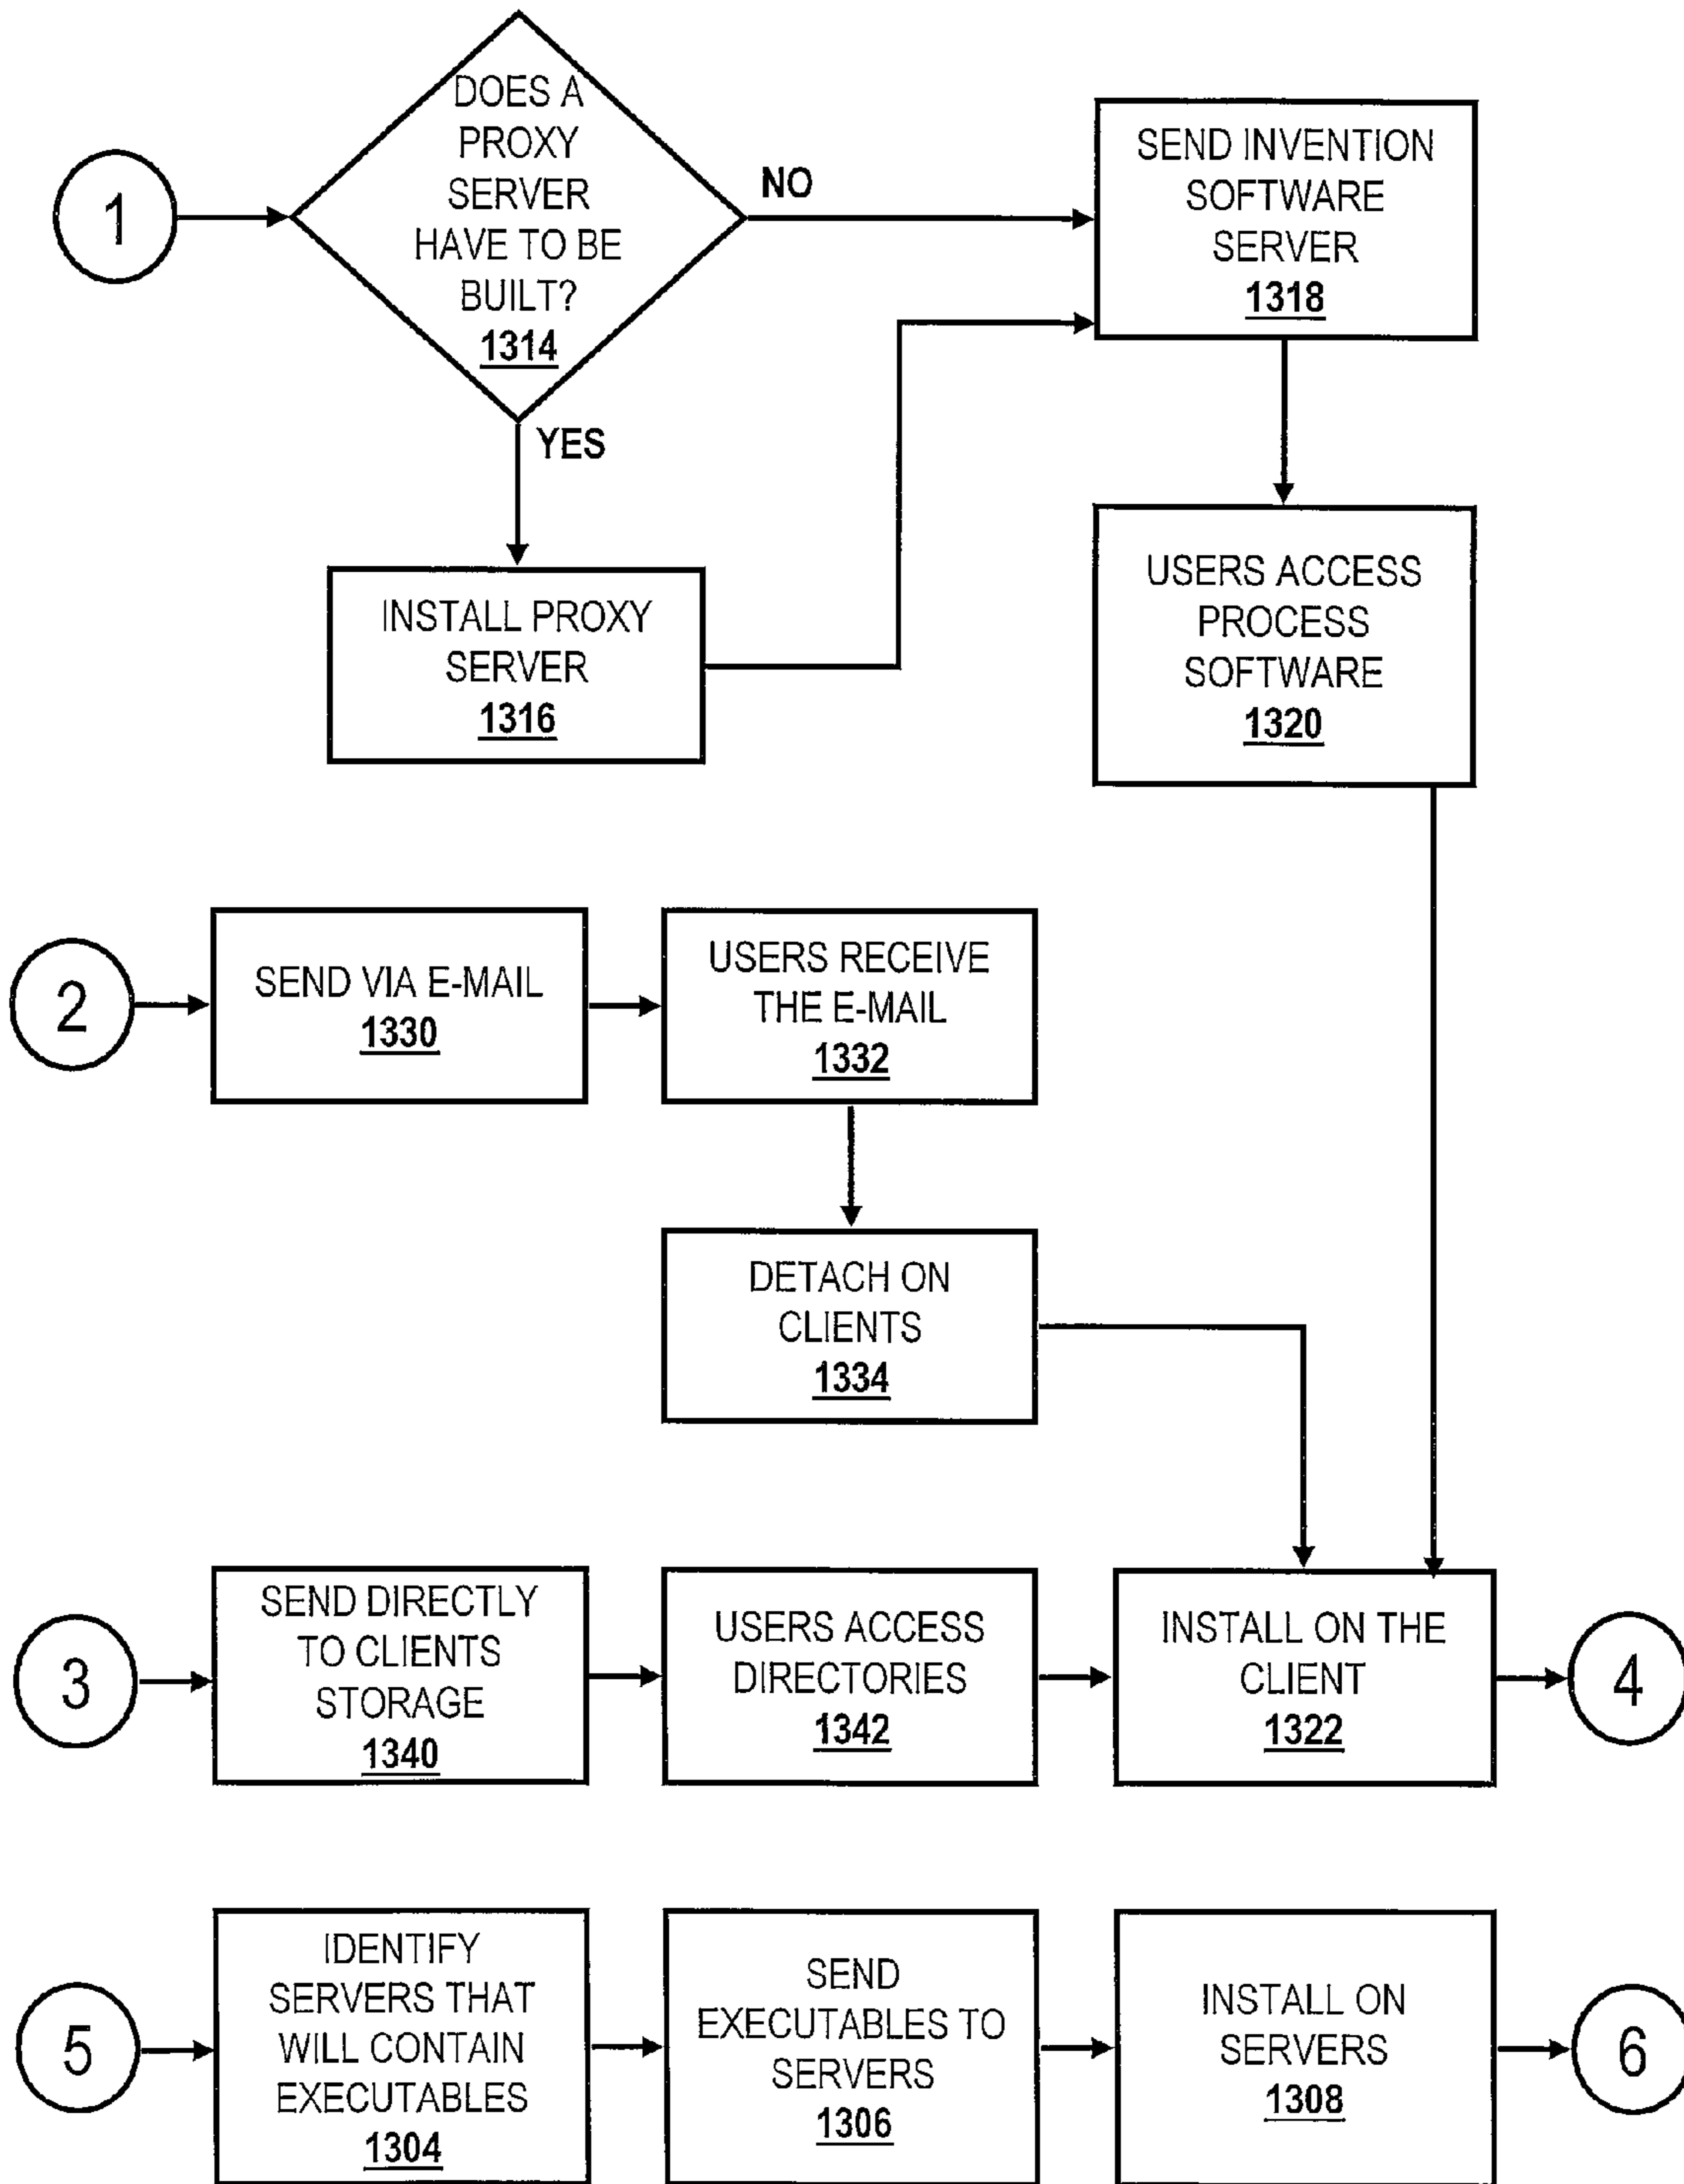 1
DOES A
PROXY
SERVER
HAVE TO BE
BUILT?
1314
NO
YES
SEND INVENTION
SOFTWARE
SERVER
1318
INSTALL PROXY
SERVER
1316
USERS ACCESS
PROCESS
SOFTWARE
1320
2
SEND VIA E-MAIL
1330
USERS RECEIVE
THE E-MAIL
1332
DETACH ON
CLIENTS
1334
3
SEND DIRECTLY
TO CLIENTS
STORAGE
1340
USERS ACCESS
DIRECTORIES
1342
INSTALL ON THE
CLIENT
1322
4
5
IDENTIFY
SERVERS THAT
WILL CONTAIN
EXECUTABLES
1304
SEND
EXECUTABLES TO
SERVERS
1306
INSTALL ON
SERVERS
1308
6